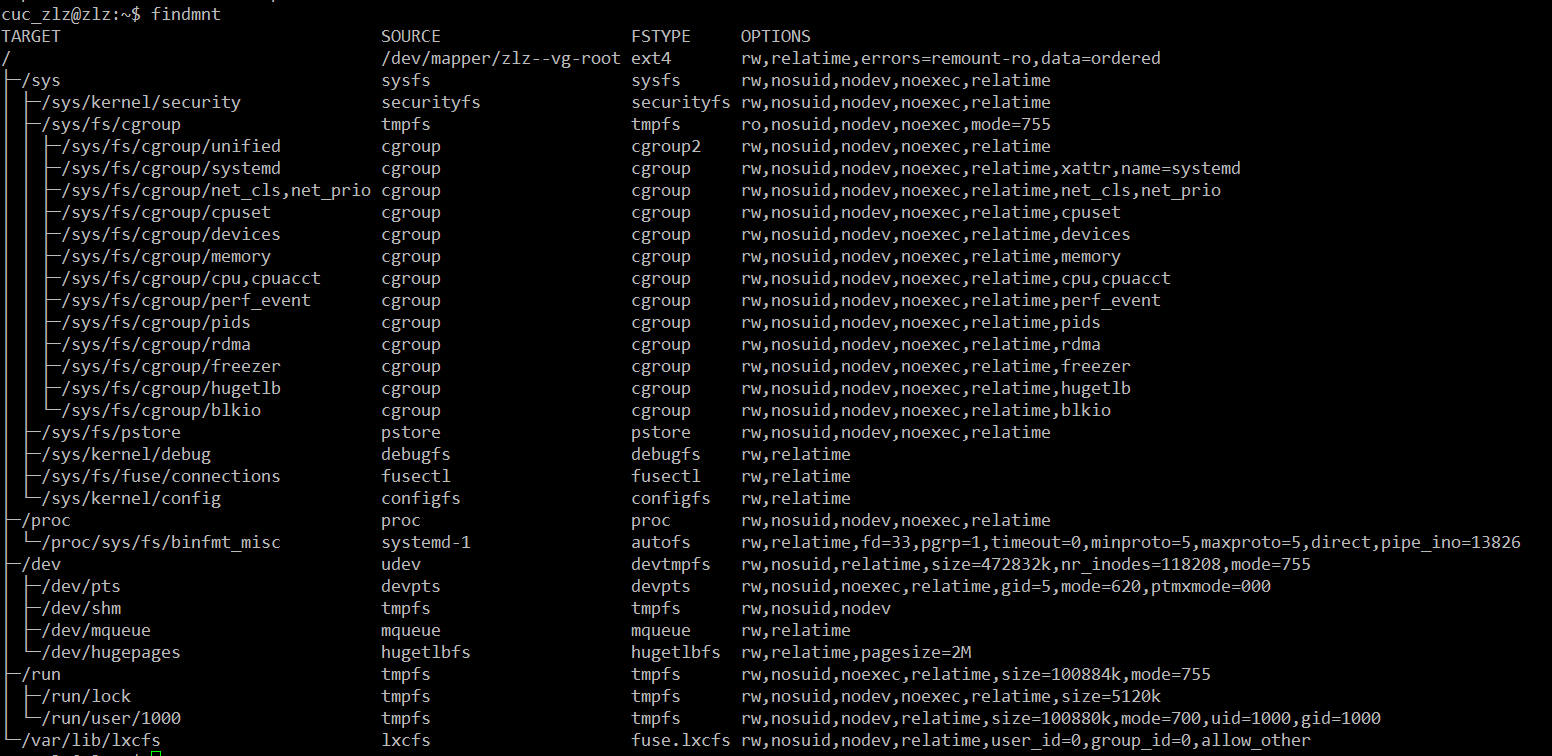 cuc_zlz@zlz:~$ findmnt
TARGET                                SOURCE                   FSTYPE     OPTIONS
/                                     /dev/mapper/zlz--vg-root ext4       rw,relatime,errors=remount-ro,data=ordered
├─/sys                                sysfs                    sysfs      rw,nosuid,nodev,noexec,relatime
│ ├─/sys/kernel/security              securityfs               securityfs rw,nosuid,nodev,noexec,relatime
│ ├─/sys/fs/cgroup                    tmpfs                    tmpfs      ro,nosuid,nodev,noexec,mode=755
│ │ ├─/sys/fs/cgroup/unified          cgroup                   cgroup2    rw,nosuid,nodev,noexec,relatime
│ │ ├─/sys/fs/cgroup/systemd          cgroup                   cgroup     rw,nosuid,nodev,noexec,relatime,xattr,name=systemd
│ │ ├─/sys/fs/cgroup/net_cls,net_prio cgroup                   cgroup     rw,nosuid,nodev,noexec,relatime,net_cls,net_prio
│ │ ├─/sys/fs/cgroup/cpuset           cgroup                   cgroup     rw,nosuid,nodev,noexec,relatime,cpuset
│ │ ├─/sys/fs/cgroup/devices          cgroup                   cgroup     rw,nosuid,nodev,noexec,relatime,devices
│ │ ├─/sys/fs/cgroup/memory           cgroup                   cgroup     rw,nosuid,nodev,noexec,relatime,memory
│ │ ├─/sys/fs/cgroup/cpu,cpuacct      cgroup                   cgroup     rw,nosuid,nodev,noexec,relatime,cpu,cpuacct
│ │ ├─/sys/fs/cgroup/perf_event       cgroup                   cgroup     rw,nosuid,nodev,noexec,relatime,perf_event
│ │ ├─/sys/fs/cgroup/pids             cgroup                   cgroup     rw,nosuid,nodev,noexec,relatime,pids
│ │ ├─/sys/fs/cgroup/rdma             cgroup                   cgroup     rw,nosuid,nodev,noexec,relatime,rdma
│ │ ├─/sys/fs/cgroup/freezer          cgroup                   cgroup     rw,nosuid,nodev,noexec,relatime,freezer
│ │ ├─/sys/fs/cgroup/hugetlb          cgroup                   cgroup     rw,nosuid,nodev,noexec,relatime,hugetlb
│ │ └─/sys/fs/cgroup/blkio            cgroup                   cgroup     rw,nosuid,nodev,noexec,relatime,blkio
│ ├─/sys/fs/pstore                    pstore                   pstore     rw,nosuid,nodev,noexec,relatime
│ ├─/sys/kernel/debug                 debugfs                  debugfs    rw,relatime
│ ├─/sys/fs/fuse/connections          fusectl                  fusectl    rw,relatime
│ └─/sys/kernel/config                configfs                 configfs   rw,relatime
├─/proc                               proc                     proc       rw,nosuid,nodev,noexec,relatime
│ └─/proc/sys/fs/binfmt_misc          systemd-1                autofs     rw,relatime,fd=33,pgrp=1,timeout=0,minproto=5,maxproto=5,direct,pipe_ino=13826
├─/dev                                udev                     devtmpfs   rw,nosuid,relatime,size=472832k,nr_inodes=118208,mode=755
│ ├─/dev/pts                          devpts                   devpts     rw,nosuid,noexec,relatime,gid=5,mode=620,ptmxmode=000
│ ├─/dev/shm                          tmpfs                    tmpfs      rw,nosuid,nodev
│ ├─/dev/mqueue                       mqueue                   mqueue     rw,relatime
│ └─/dev/hugepages                    hugetlbfs                hugetlbfs  rw,relatime,pagesize=2M
├─/run                                tmpfs                    tmpfs      rw,nosuid,noexec,relatime,size=100884k,mode=755
│ ├─/run/lock                         tmpfs                    tmpfs      rw,nosuid,nodev,noexec,relatime,size=5120k
│ └─/run/user/1000                    tmpfs                    tmpfs      rw,nosuid,nodev,relatime,size=100880k,mode=700,uid=1000,gid=1000
└─/var/lib/lxcfs                      lxcfs                    fuse.lxcfs rw,nosuid,nodev,relatime,user_id=0,group_id=0,allow_other